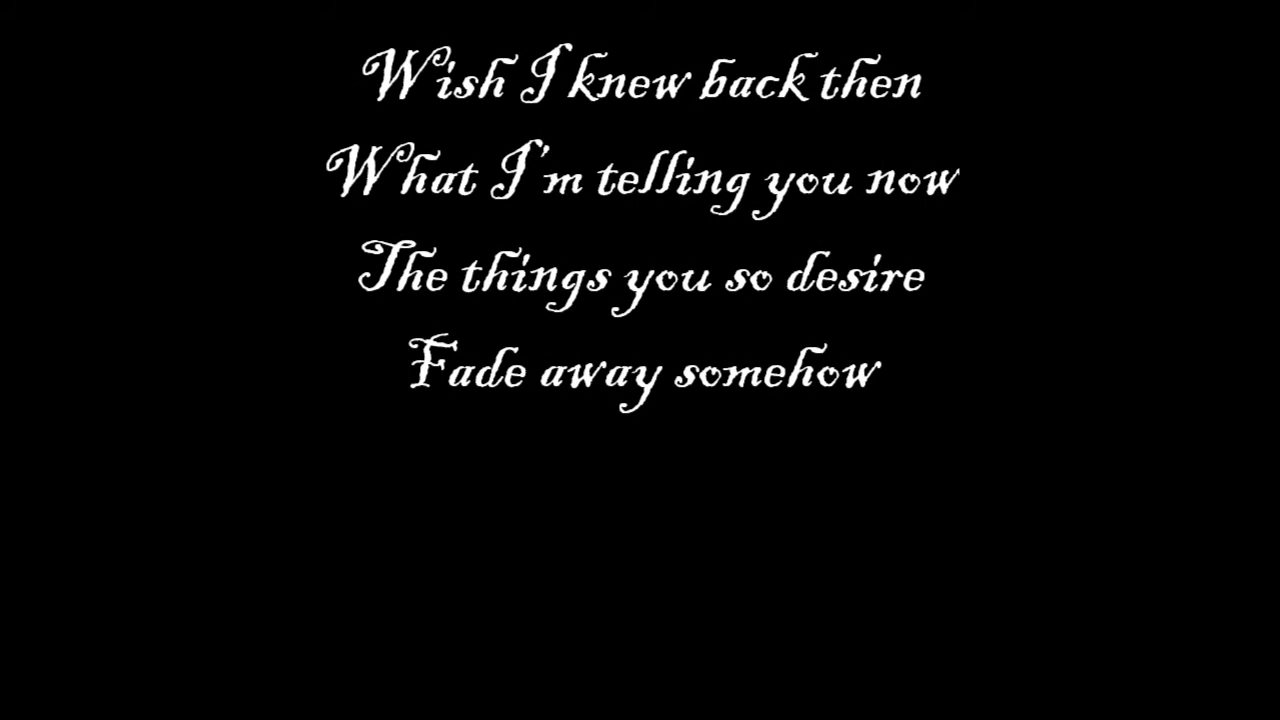 Wish I knew back then
What I'm telling you now
The things you so desire
Fade away somehow